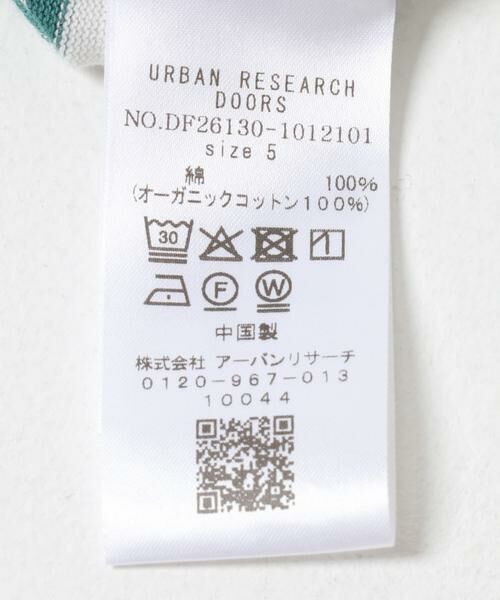 URBAN RESEARCH
DOORS
NO.DF26130-1012101
size 5
綿 100%
(オーガニックコットン100%)
30
1
F W
中国製
株式会社 アーバンリサーチ
0120-967-013
10044